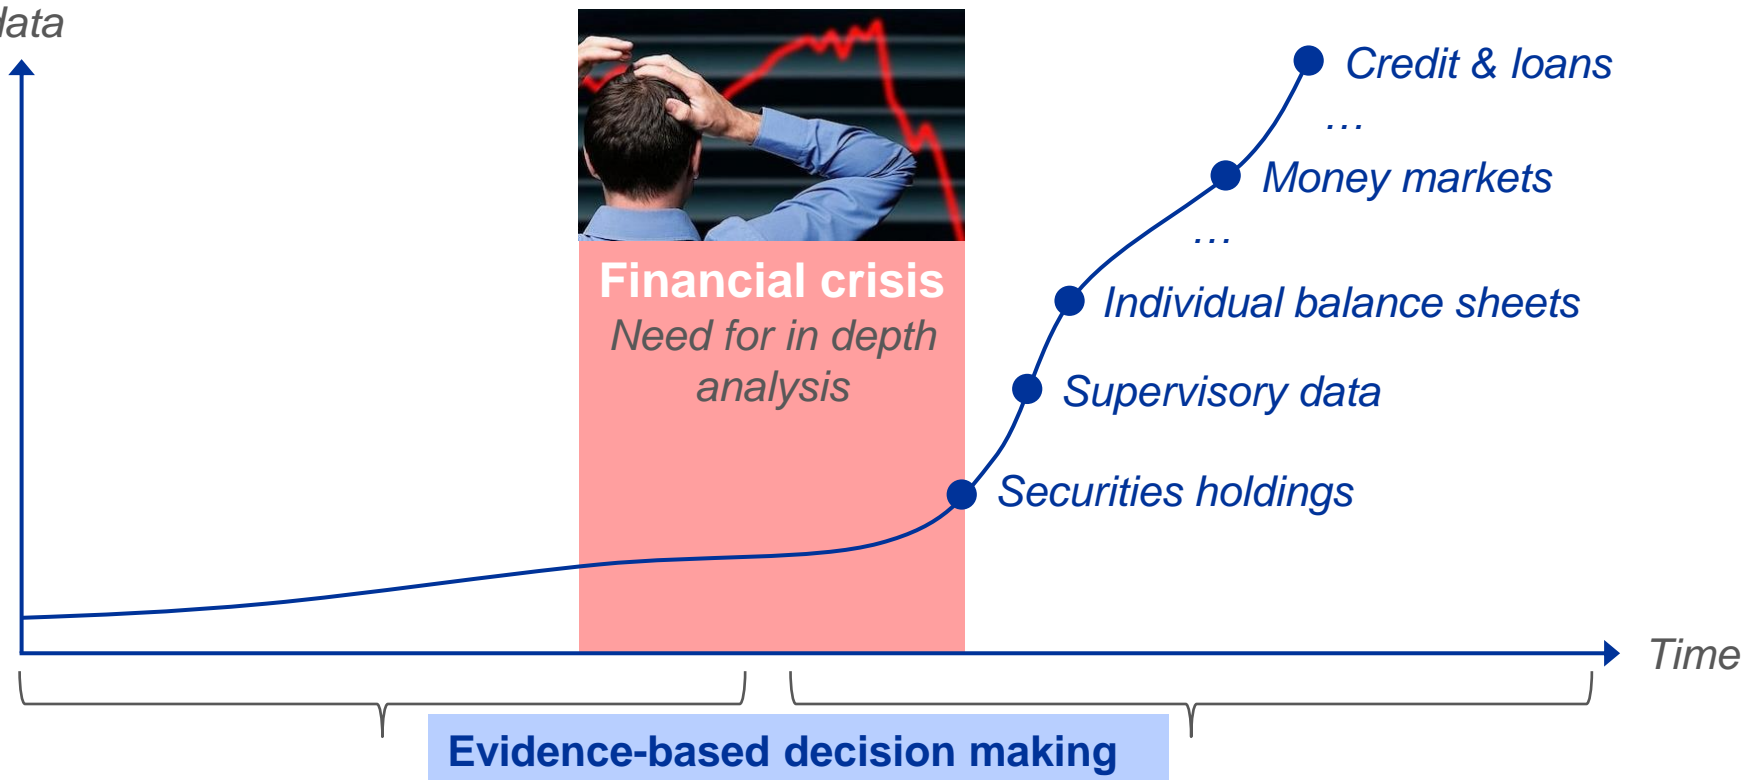 data
Credit & loans
...
Money markets
...
Individual balance sheets
Supervisory data
Securities holdings
Financial crisis
Need for in depth
analysis
Time
Evidence-based decision making